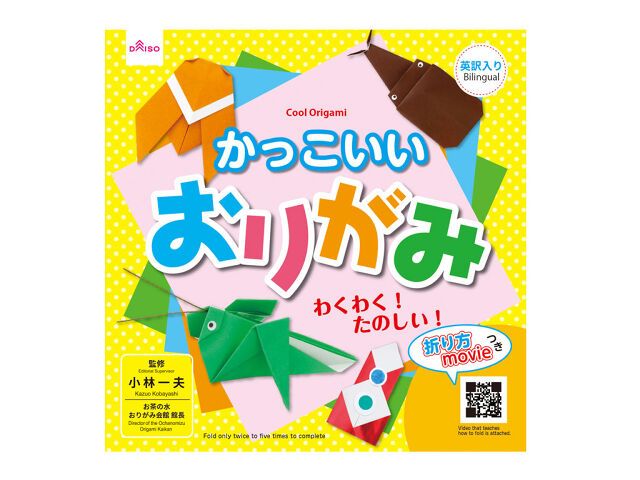 DAISO
英訳入り
Bilingual
Cool Origami
かっこいい
おりがみ
わくわく！
たのしい！
折り方
movie
つき
監修
Editorial Supervisor
小林一夫
Kazuo Kobayashi
お茶の水
おりがみ会館 館長
Director of the Ochanomizu
Origami Kaikan
Video that teaches
how to fold is attached.
Fold only twice to five times to complete